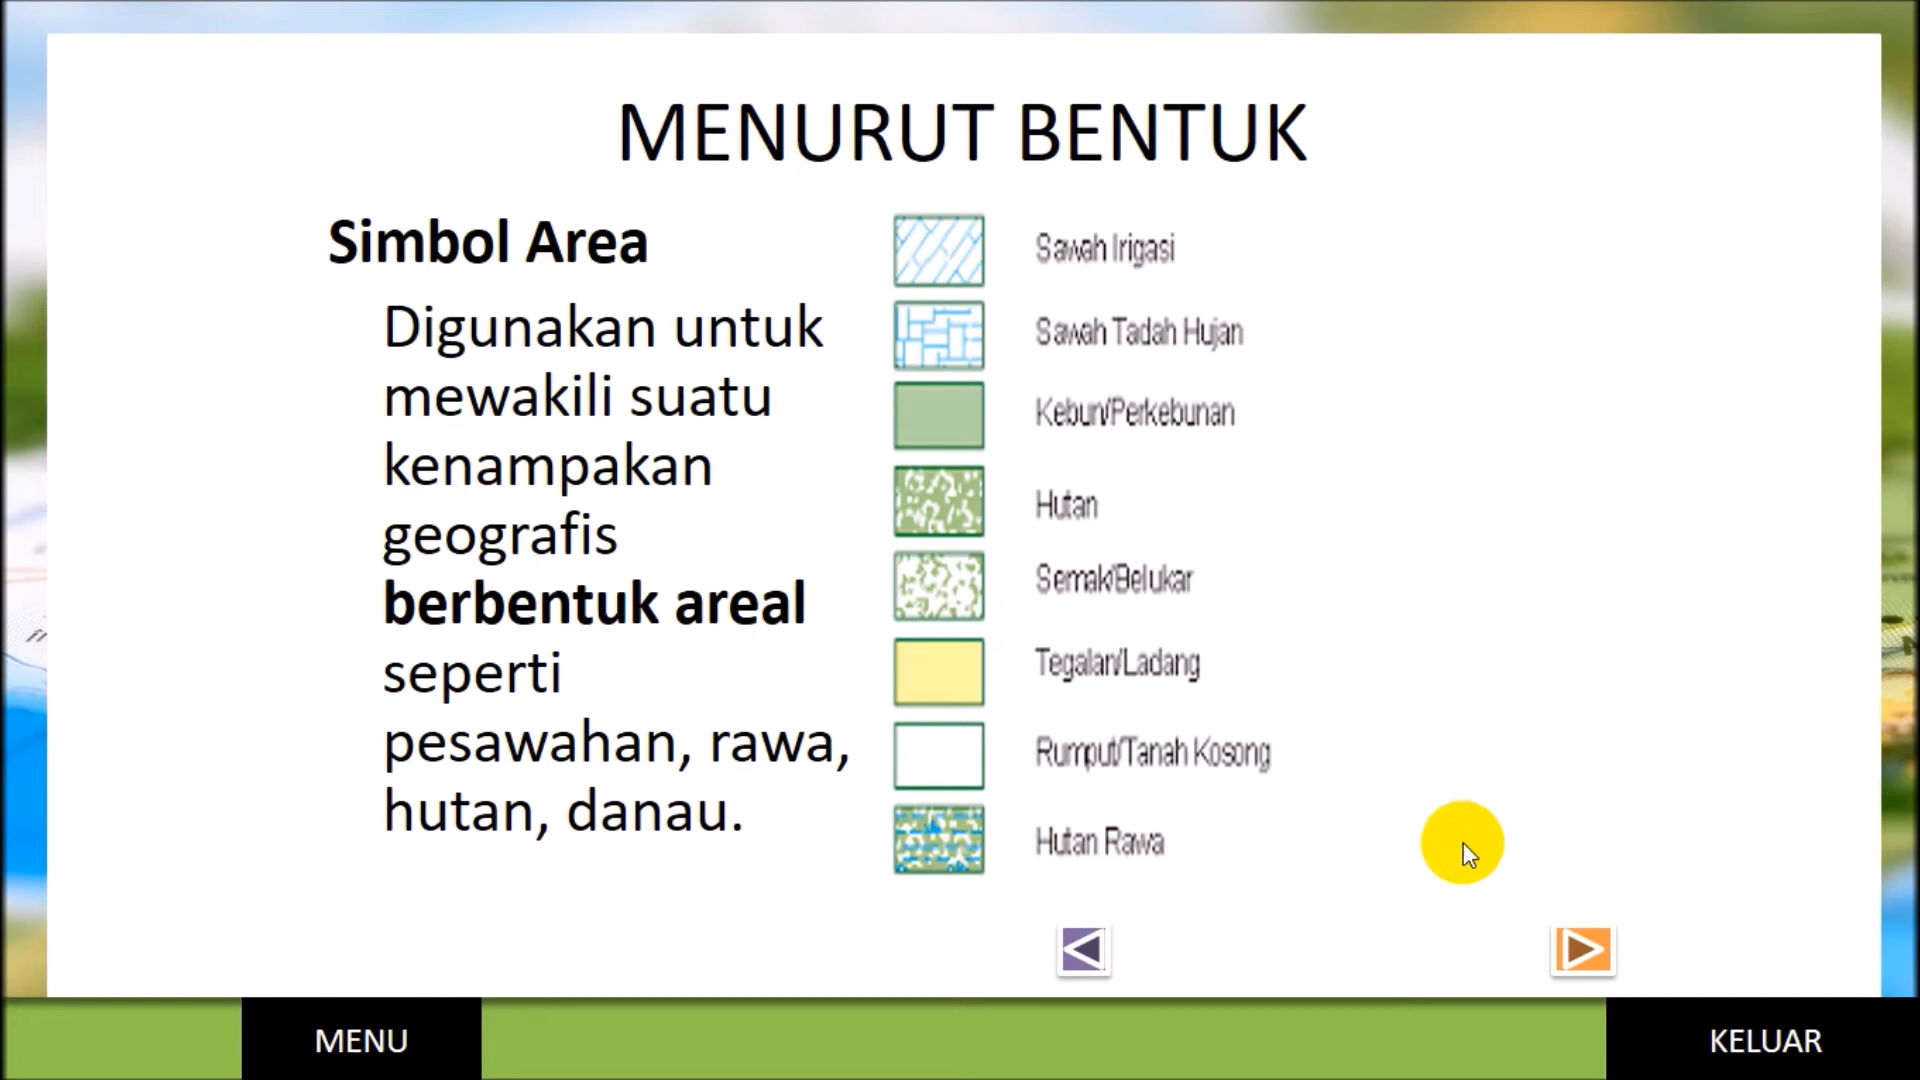 MENURUT BENTUK
Simbol Area
Digunakan untuk
mewakili suatu
kenampakan
geografis
berbentuk areal
seperti
pesawahan, rawa,
hutan, danau.
Sawah Irigasi
Sawah Tadah Hujan
Kebun/Perkebunan
Hutan
Semak/Belukar
Tegalan/Ladang
Rumput/Tanah Kosong
Hutan Rawa
MENU
KELUAR